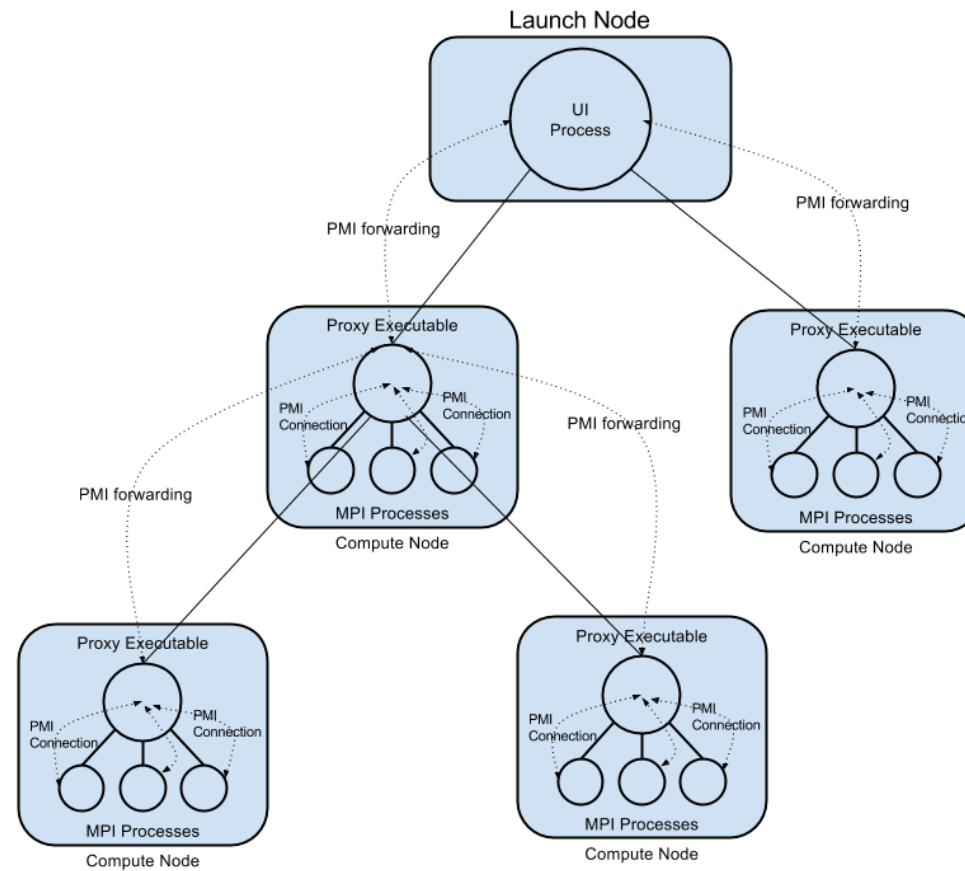 Launch Node
UI
Process
PMI forwarding
PMI forwarding
Proxy Executable
PMI
Connection
PMI
Connection
MPI Processes
Compute Node
Proxy Executable
PMI
Connection
PMI
Connection
MPI Processes
Compute Node
PMI forwarding
PMI forwarding
Proxy Executable
PMI
Connection
PMI
Connection
MPI Processes
Compute Node
Proxy Executable
PMI
Connection
PMI
Connection
MPI Processes
Compute Node